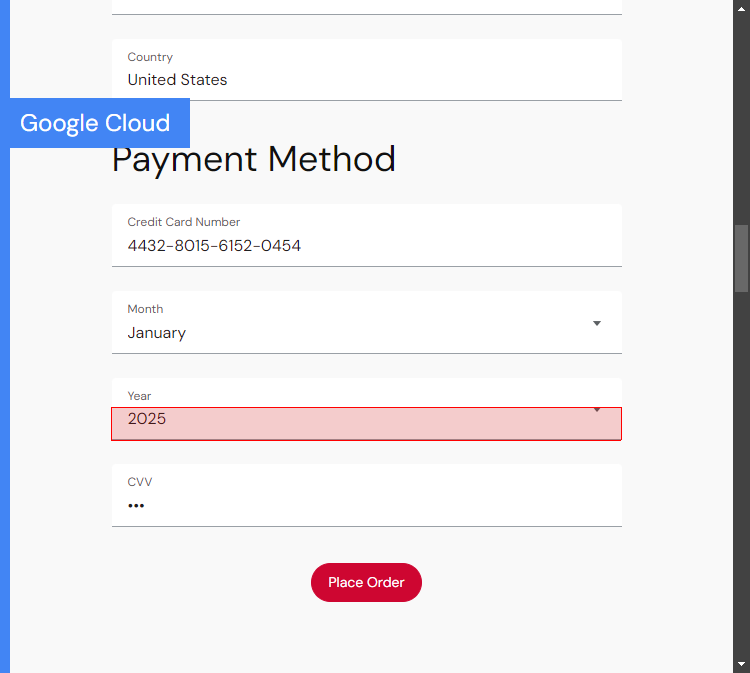 Country
United States
Google Cloud
Payment Method
Credit Card Number
4432-8015-6152-0454
Month
January
Year
2025
CVV
•••
Place Order